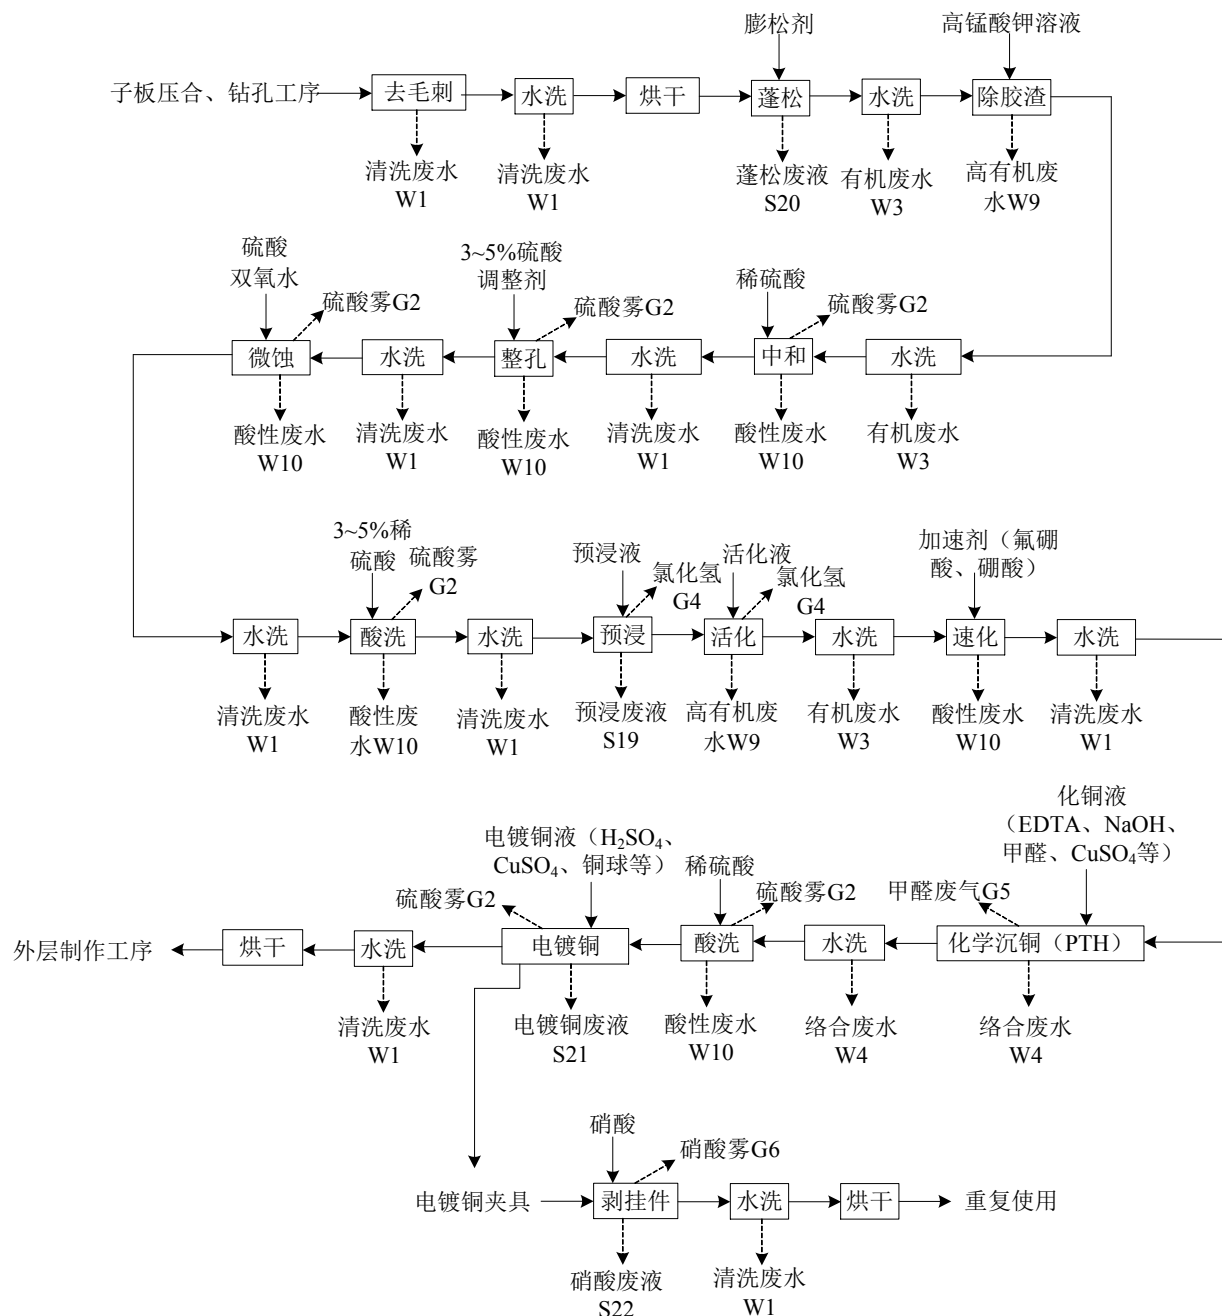 膨松剂
高锰酸钾溶液
子板压合、钻孔工序
去毛刺
水洗
烘干
蓬松
水洗
除胶渣
清洗废水
W1
清洗废水
W1
蓬松废液
S20
有机废水
W3
高有机废
水W9
硫酸
双氧水
硫酸雾G2
3~5%硫酸
调整剂
硫酸雾G2
稀硫酸
硫酸雾G2
微蚀
水洗
整孔
水洗
中和
水洗
酸性废水
W10
清洗废水
W1
酸性废水
W10
清洗废水
W1
酸性废水
W10
有机废水
W3
3~5%稀
硫酸
硫酸雾
G2
预浸液
氯化氢
G4
活化液
氯化氢
G4
加速剂（氟硼
酸、硼酸）
水洗
酸洗
水洗
预浸
活化
水洗
速化
水洗
清洗废水
W1
酸性废
水W10
清洗废水
W1
预浸废液
S19
高有机废
水W9
有机废水
W3
酸性废水
W10
清洗废水
W1
电镀铜液（H₂SO₄、
CuSO₄、铜球等）
硫酸雾G2
稀硫酸
硫酸雾G2
化铜液
（EDTA、NaOH、
甲醛、CuSO₄等）
甲醛废气G5
外层制作工序
烘干
水洗
电镀铜
酸洗
水洗
化学沉铜（PTH）
清洗废水
W1
电镀铜废液
S21
酸性废水
W10
络合废水
W4
络合废水
W4
硝酸
硝酸雾G6
电镀铜夹具
剥挂件
水洗
烘干
重复使用
硝酸废液
S22
清洗废水
W1